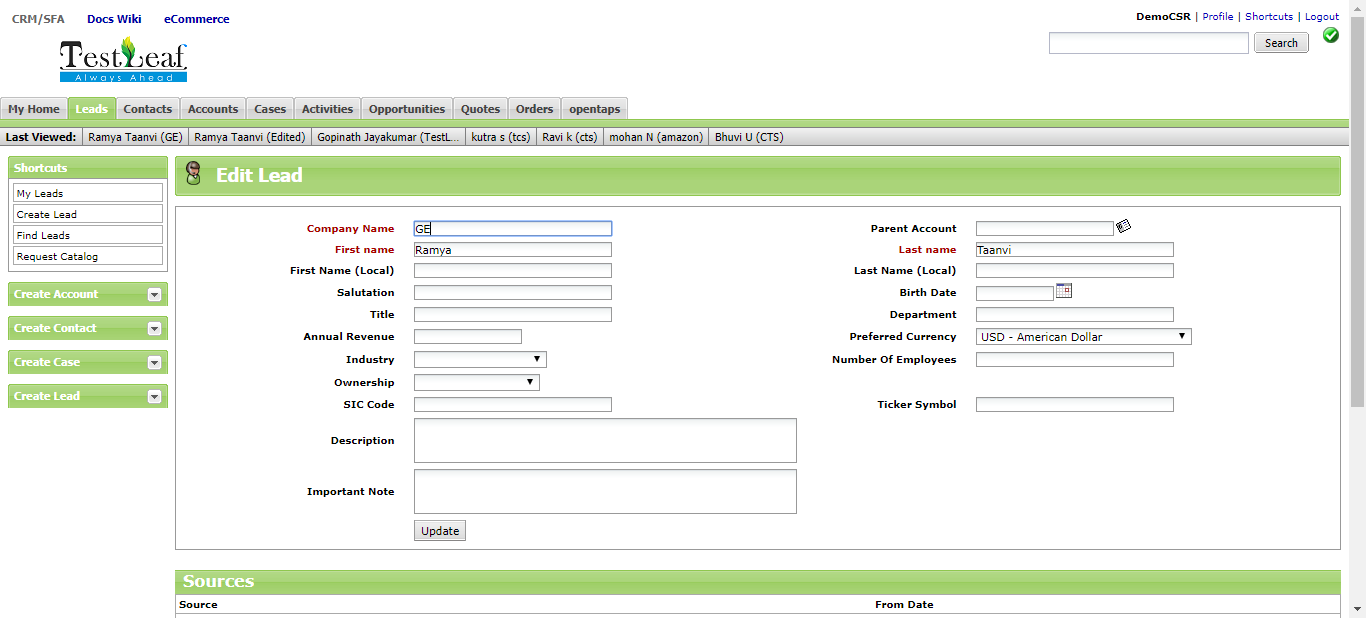 CRM/SFA Docs Wiki eCommerce
DemoCSR | Profile | Shortcuts | Logout
TestLeaf
Always Ahead
Search
My Home Leads Contacts Accounts Cases Activities Opportunities Quotes Orders opentaps
Last Viewed: Ramya Taanvi (GE) Ramya Taanvi (Edited) Gopinath Jayakumar (TestL... kutra s (tcs) Ravi k (cts) mohan N (amazon) Bhuvi U (CTS)
Shortcuts
My Leads
Create Lead
Find Leads
Request Catalog
Create Account
Create Contact
Create Case
Create Lead
Edit Lead
Company Name GE Parent Account
First name Ramya Last name Taanvi
First Name (Local) Last Name (Local)
Salutation Birth Date
Title Department
Annual Revenue Preferred Currency USD - American Dollar
Industry Number Of Employees
Ownership
SIC Code Ticker Symbol
Description
Important Note
Update
Sources
Source From Date